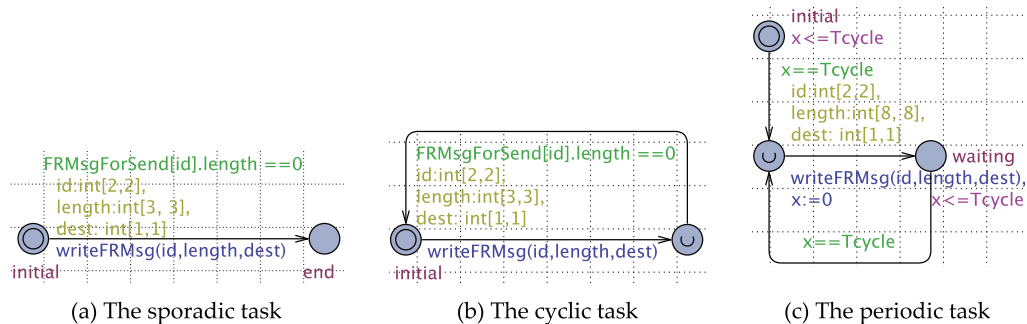 FRMsgForSend[id].length ==0
id:int[2,2],
length:int[3, 3],
dest: int[1,1]
writeFRMsg(id,length,dest)
initial
end
(a) The sporadic task
FRMsgForSend[id].length ==0
id:int[2,2],
length:int[3,3],
dest: int[1,1]
writeFRMsg(id,length,dest)
initial
(b) The cyclic task
initial
x<=Tcycle
x==Tcycle
id:int[2,2],
length:int[8, 8],
dest: int[1,1]
waiting
writeFRMsg(id,length,dest),
x:=0
x<=Tcycle
x==Tcycle
(c) The periodic task